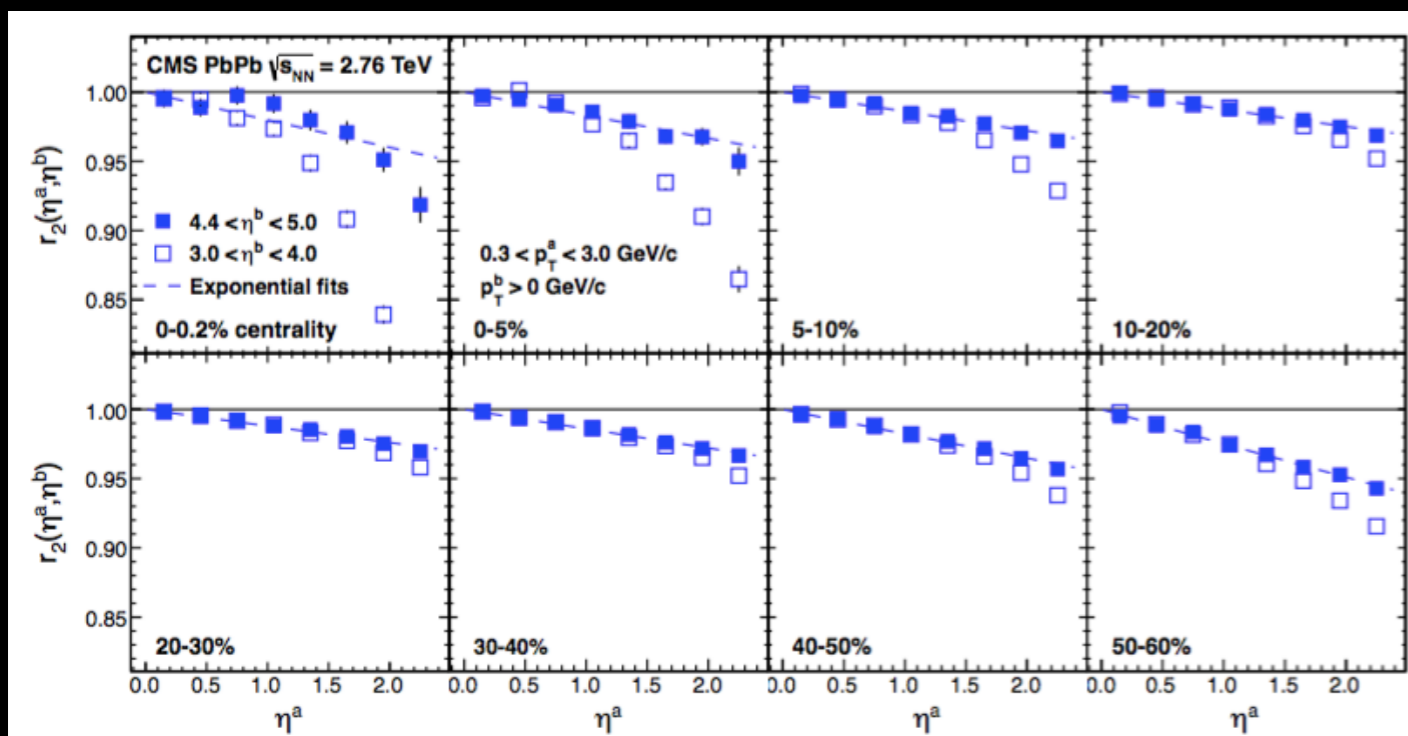 CMS PbPb √sNN = 2.76 TeV
1.00
0.95
0.90
0.85
r2(ηa,ηb)
4.4 < ηb < 5.0
3.0 < ηb < 4.0
Exponential fits
0-0.2% centrality
0.3 < pTa < 3.0 GeV/c
pTb > 0 GeV/c
0-5%
5-10%
10-20%
1.00
0.95
0.90
0.85
r2(ηa,ηb)
20-30%
30-40%
40-50%
50-60%
0.0 0.5 1.0 1.5 2.0
0.0 0.5 1.0 1.5 2.0
0.0 0.5 1.0 1.5 2.0
0.0 0.5 1.0 1.5 2.0
ηa
ηa
ηa
ηa